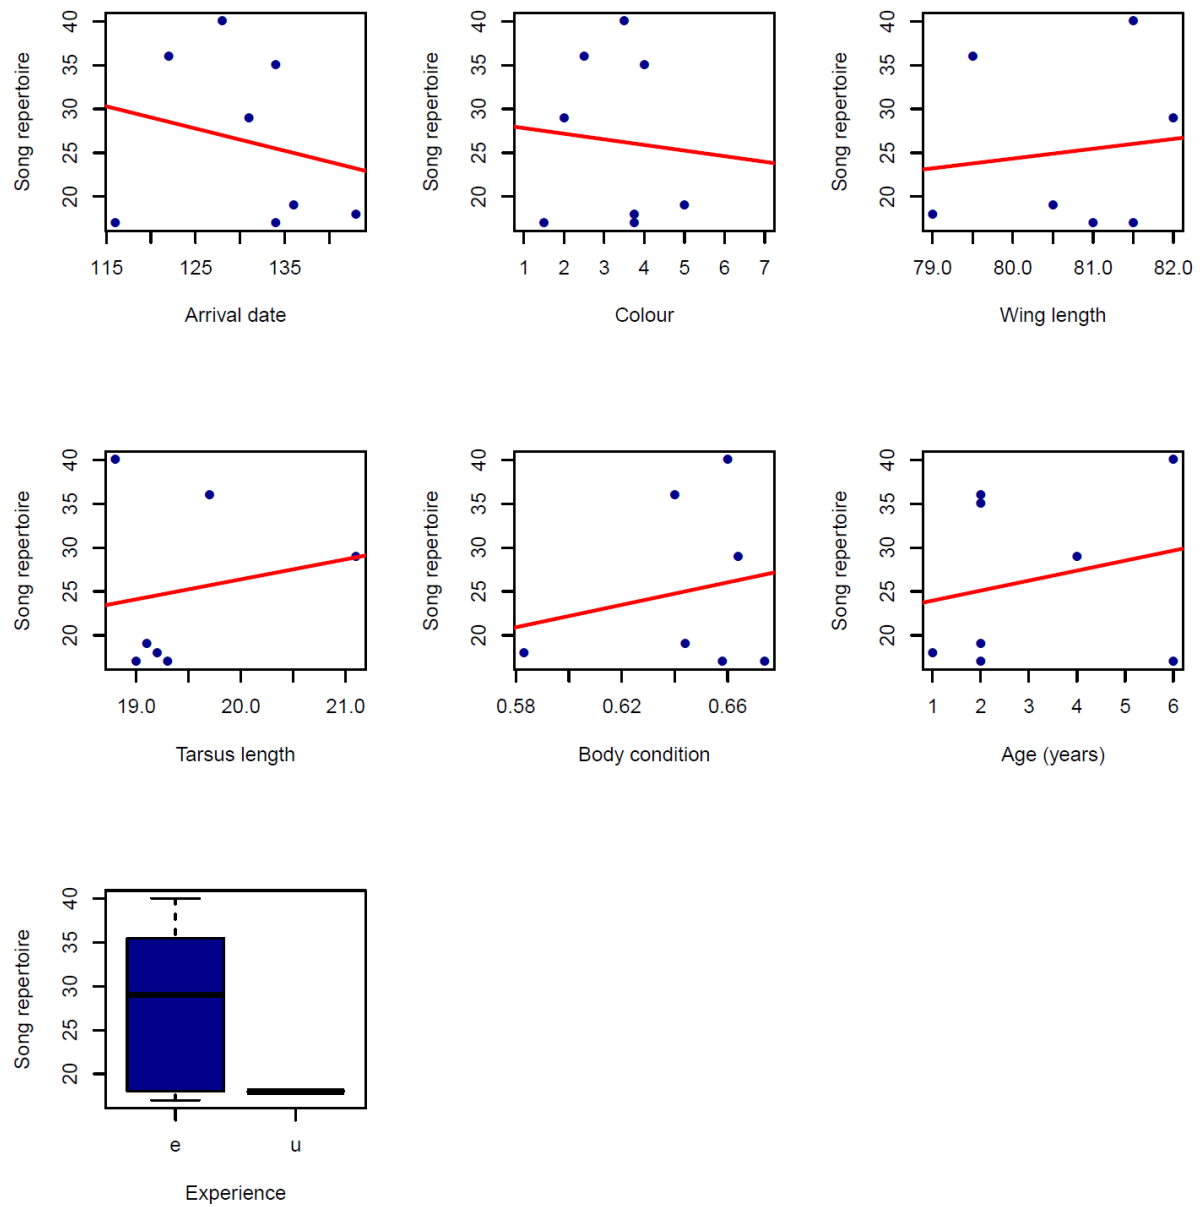 40
35
30
25
20
Song repertoire
115 125 135
Arrival date
40
35
30
25
20
Song repertoire
1 2 3 4 5 6 7
Colour
40
35
30
25
20
Song repertoire
79.0 80.0 81.0 82.0
Wing length
40
35
30
25
20
Song repertoire
19.0 20.0 21.0
Tarsus length
40
35
30
25
20
Song repertoire
0.58 0.62 0.66
Body condition
40
35
30
25
20
Song repertoire
1 2 3 4 5 6
Age (years)
40
35
30
25
20
Song repertoire
e u
Experience